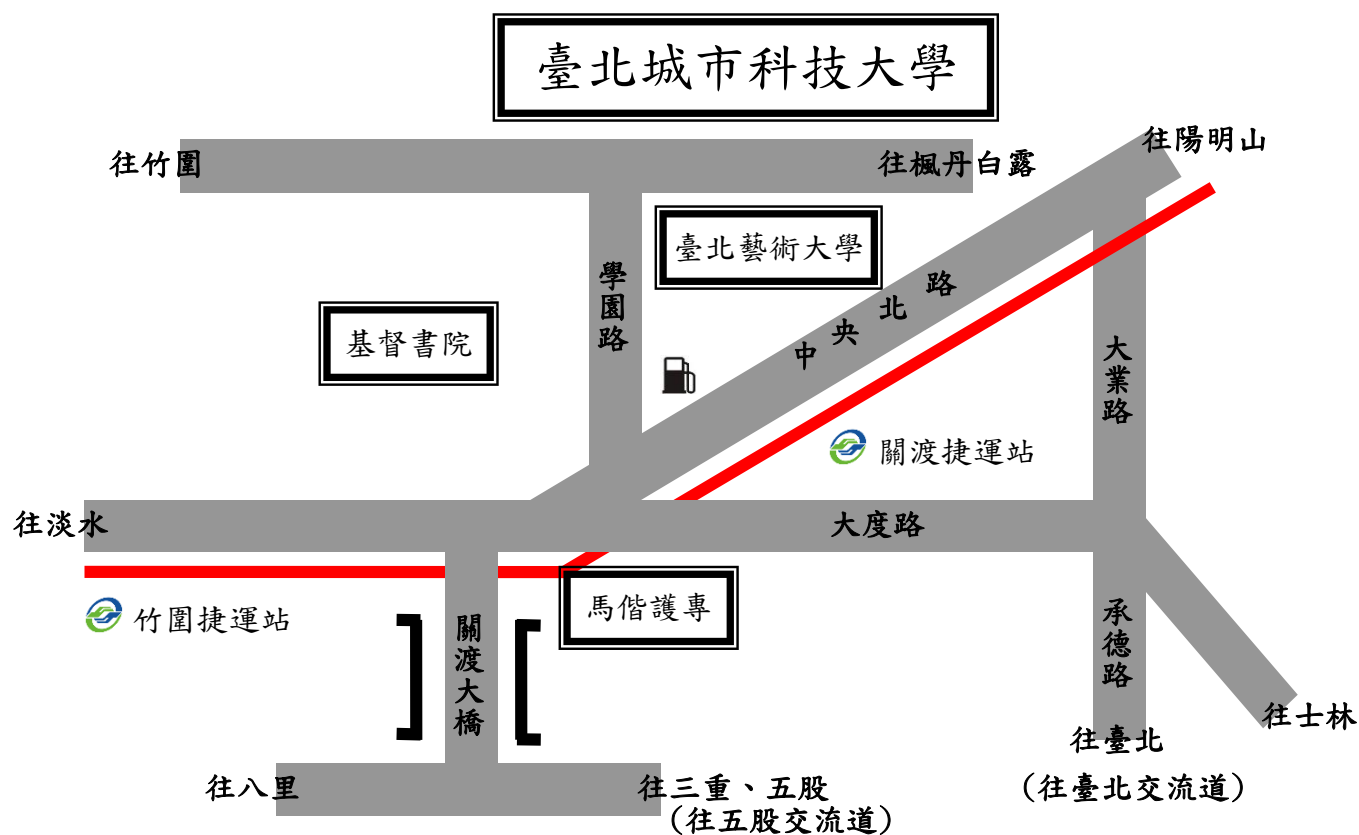 臺北城市科技大學
往陽明山
往竹圍
往楓丹白露
臺北藝術大學
學園路
中央北路
基督書院
大業路
關渡捷運站
往淡水
大度路
竹圍捷運站
馬偕護專
關渡大橋
承德路
往士林
往臺北
(往臺北交流道)
往八里
往三重、五股
(往五股交流道)